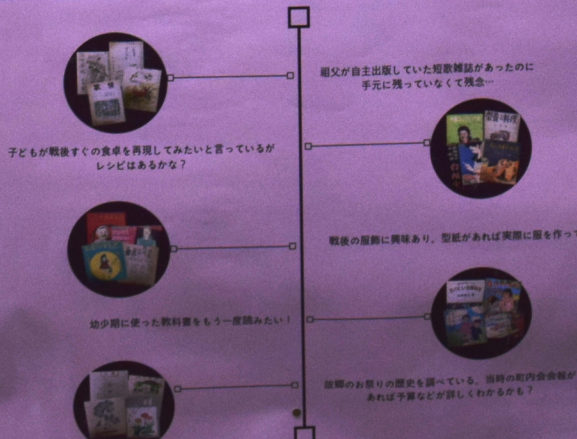 祖父が自主出版していた短歌雑誌があったのに
手元に残っていなくて残念…
子どもが戦後すぐの食卓を再現してみたいと言っているが
レシピはあるかな？
戦後の服飾に興味あり、型紙があれば実際に服を作って
幼少期に使った教科書をもう一度読みたい！
故郷のお祭りの歴史を調べている。当時の町内会会報が
あれば予算などが詳しくわかるかも？